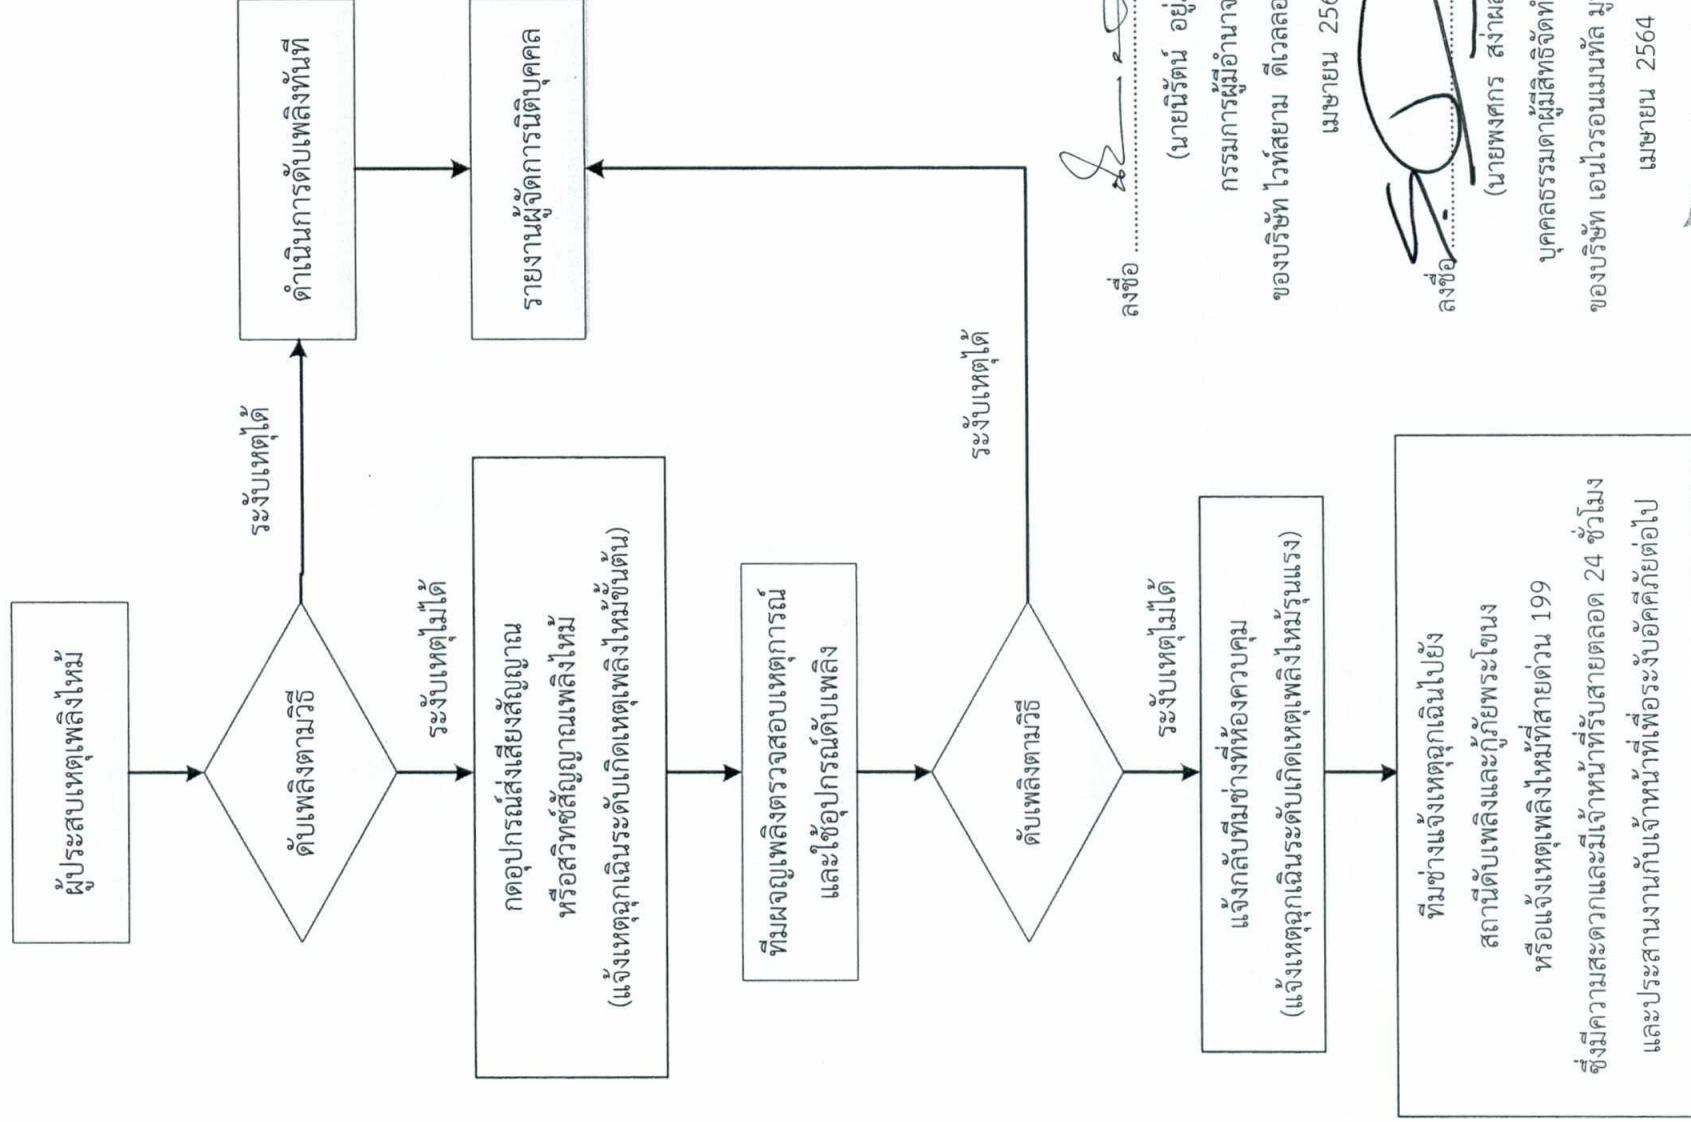 ผู้ประสบเหตุเพลิงไหม้
ดับเพลิงตามวิธี
ระงับเหตุได้
ดำเนินการดับเพลิงทันที
รายงานผู้จัดการนิติบุคคล
ระงับเหตุไม่ได้
กดอุปกรณ์ส่งเสียงสัญญาณ
หรือสวิทช์สัญญาณเพลิงไหม้
(แจ้งเหตุฉุกเฉินระดับเกิดเหตุเพลิงไหม้ขั้นต้น)
ทีมผจญเพลิงตรวจสอบเหตุการณ์
และใช้อุปกรณ์ดับเพลิง
ดับเพลิงตามวิธี
ระงับเหตุได้
ระงับเหตุไม่ได้
แจ้งกลับทีมช่างที่ห้องควบคุม
(แจ้งเหตุฉุกเฉินระดับเกิดเหตุเพลิงไหม้รุนแรง)
ทีมช่างแจ้งเหตุฉุกเฉินไปยัง
สถานีดับเพลิงและกู้ภัยพระโขนง
หรือแจ้งเหตุเพลิงไหม้ที่สายด่วน 199
ซึ่งมีความสะดวกและมีเจ้าหน้าที่รับสายตลอด 24 ชั่วโมง
และประสานงานกับเจ้าหน้าที่เพื่อระงับอัคคีภัยต่อไป
ลงชื่อ
(นายนิรัตน์ อยู่
กรรมการผู้มีอำนาจ
ของบริษัท ไวท์สยาม ดีเวลลอ
เมษายน 256
ลงชื่อ
(นายพงศกร สง่าผล
บุคคลธรรมดาผู้มีสิทธิจัดทำ
ของบริษัท เอนไวรอนเมนทัล มู
เมษายน 2564